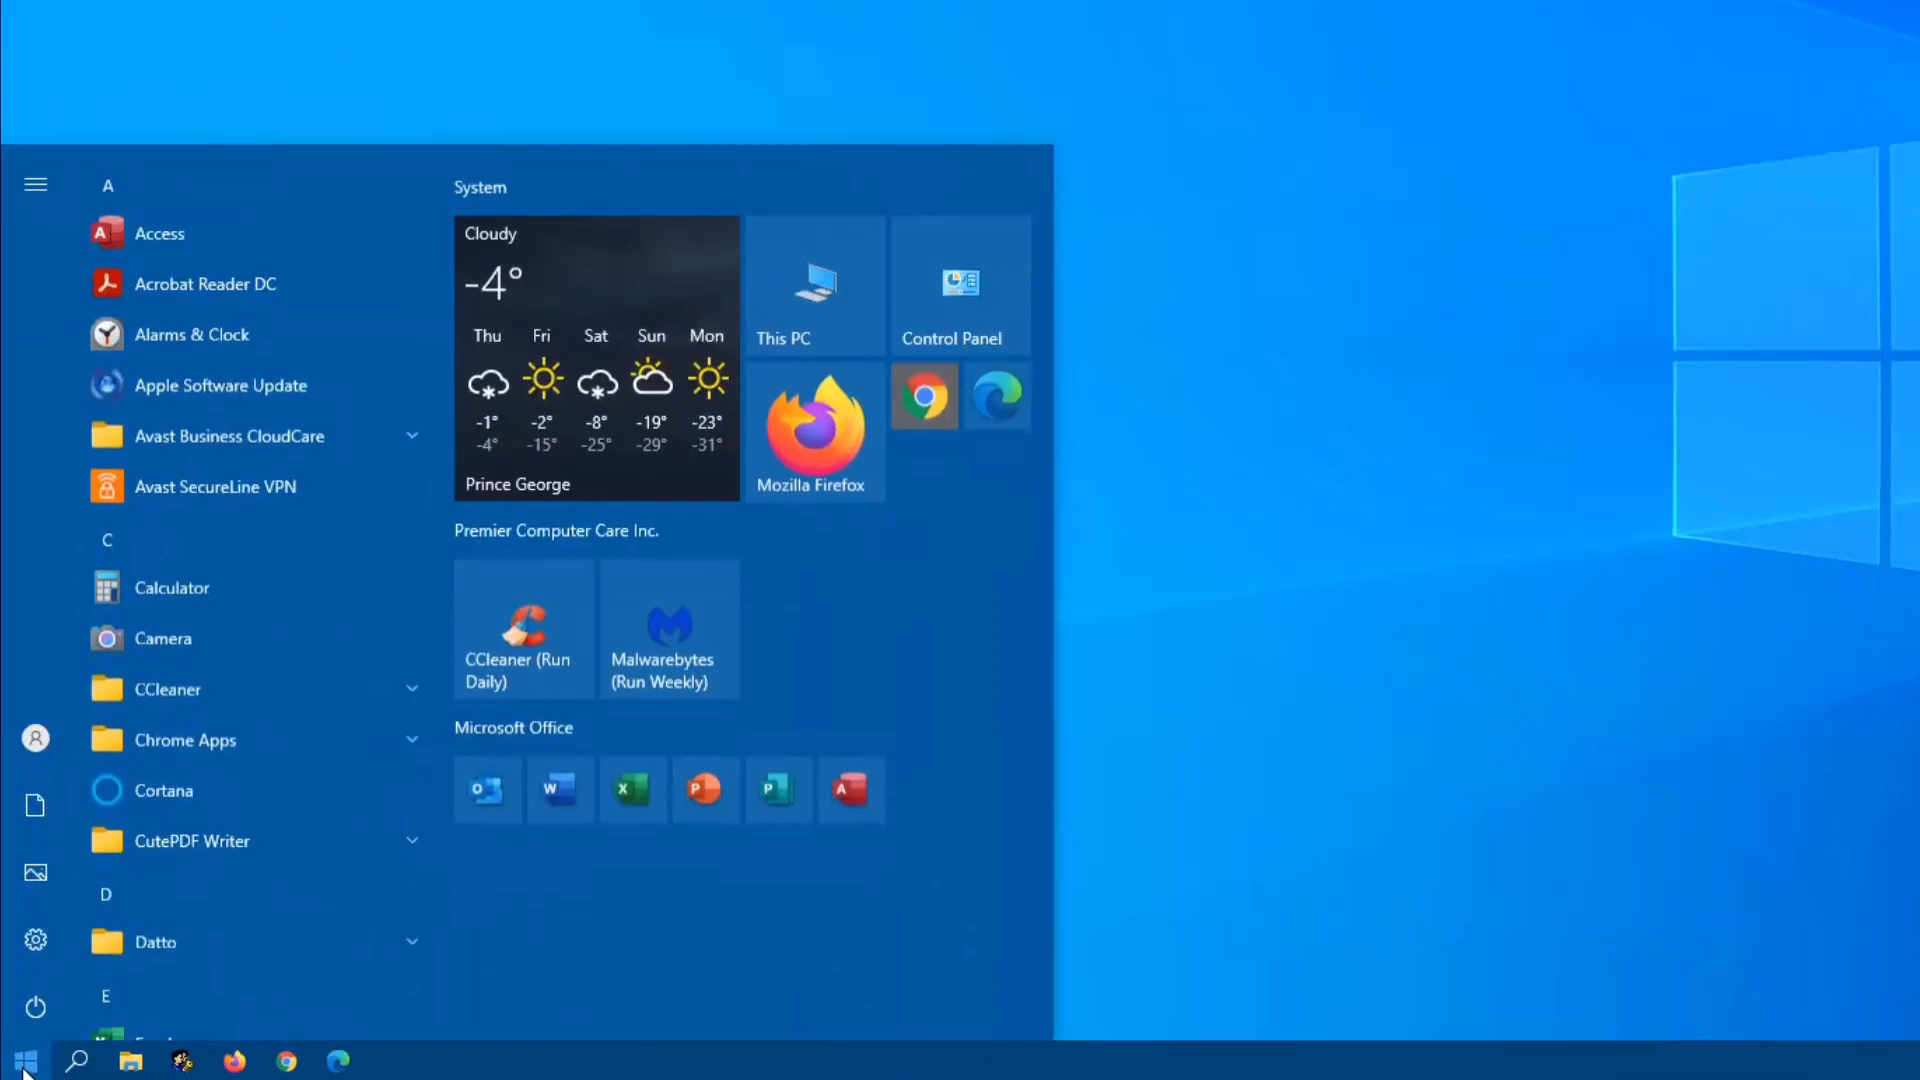 A
Access
Acrobat Reader DC
Alarms & Clock
Apple Software Update
Avast Business CloudCare
Avast SecureLine VPN
C
Calculator
Camera
CCleaner
Chrome Apps
Cortana
CutePDF Writer
D
Datto
E
System
Cloudy
-4°
Thu Fri Sat Sun Mon
-1° -2° -8° -19° -23°
-4° -15° -25° -29° -31°
Prince George
This PC
Control Panel
Mozilla Firefox
Premier Computer Care Inc.
CCleaner (Run
Daily)
Malwarebytes
(Run Weekly)
Microsoft Office